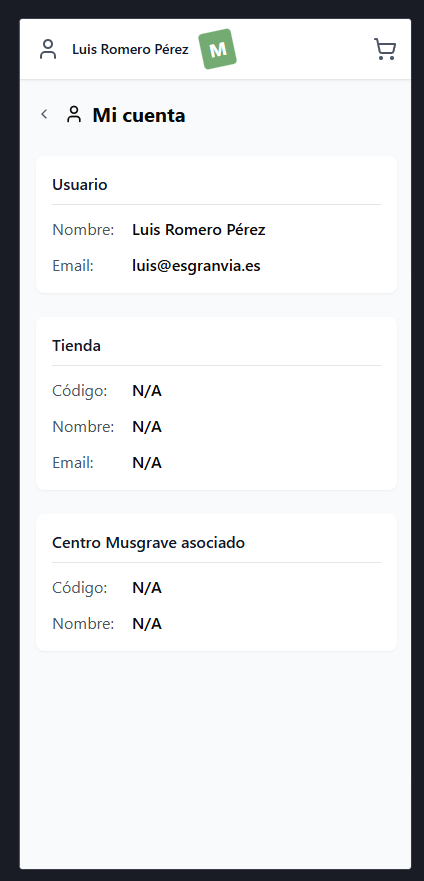 Luis Romero Pérez M
Mi cuenta
Usuario
Nombre: Luis Romero Pérez
Email: luis@esgranvia.es
Tienda
Código: N/A
Nombre: N/A
Email: N/A
Centro Musgrave asociado
Código: N/A
Nombre: N/A